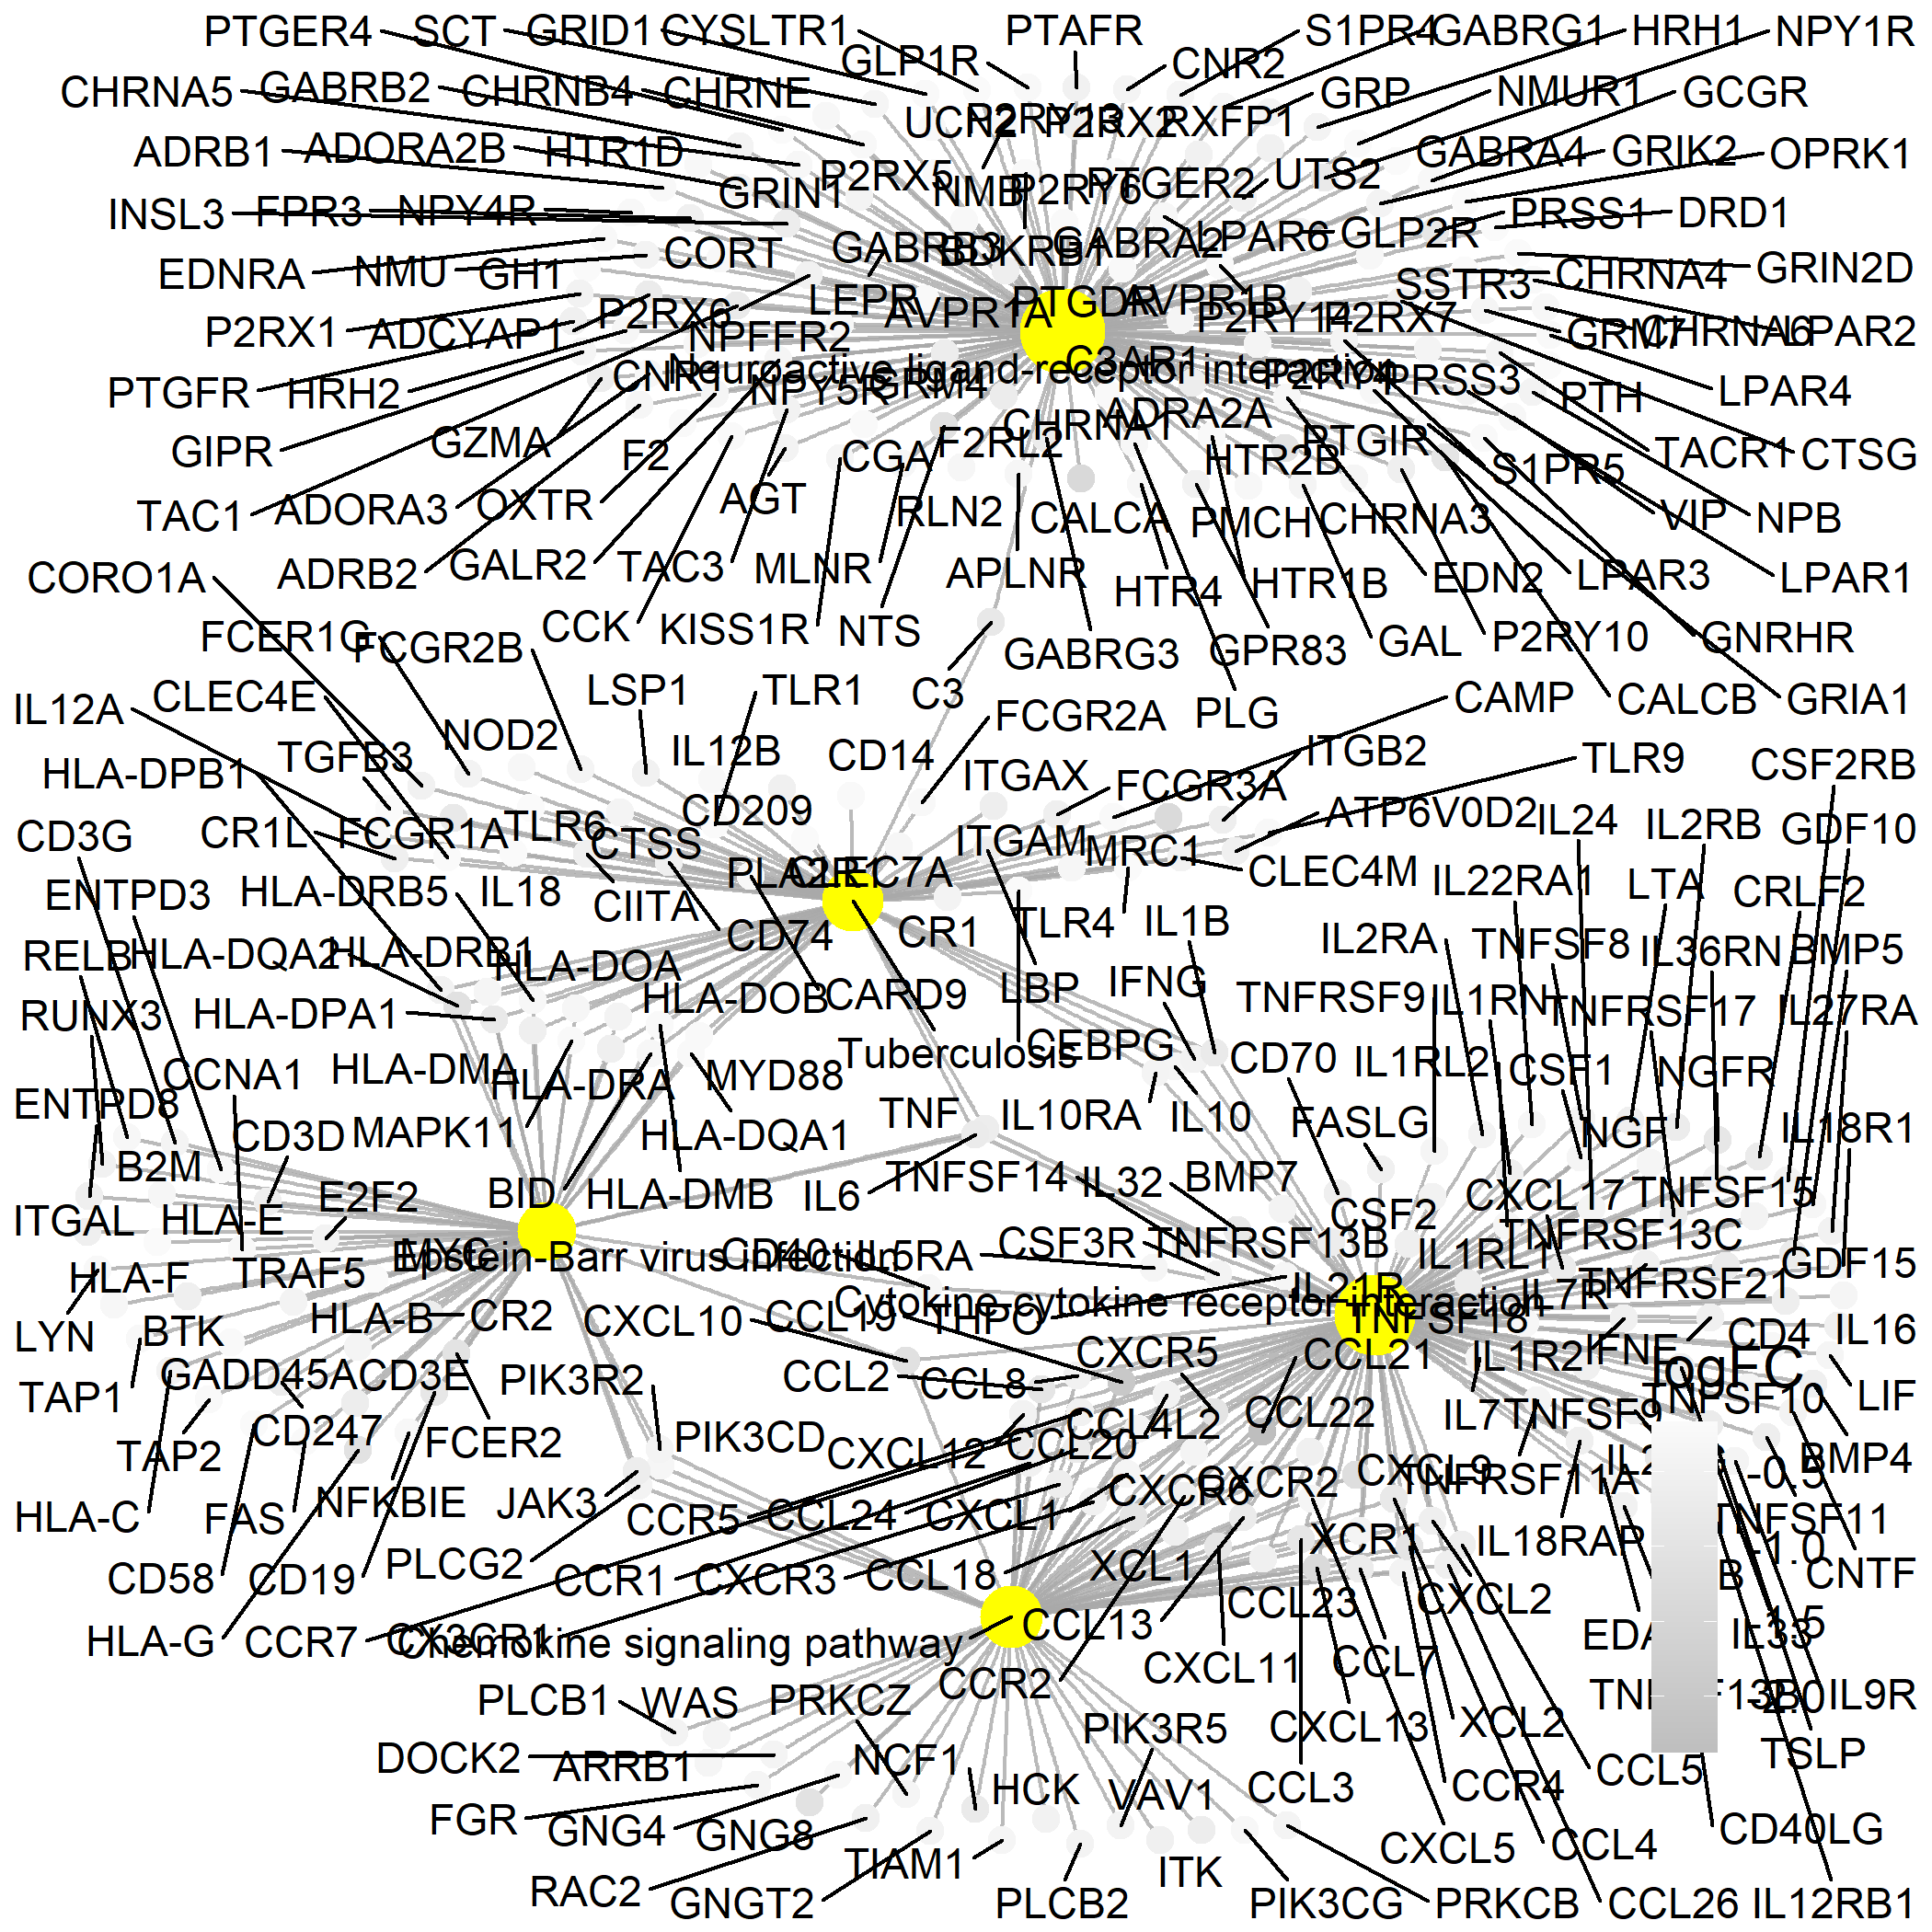 PTGER4 SCT GRID1 CYSLTR1 PTAFR S1PR4 GABRG1 HRH1 NPY1R
GLP1R CNR2
CHRNA5 GABRB2 CHRNB4 CHRNE GRP NMUR1 GCGR
UCN2 P2RY13 P2RX2 RXFP1
ADRB1 ADORA2B HTR1D GABRA4 GRIK2 OPRK1
GRIN1 P2RX5 NMB P2RY6 PTGER2 UTS2
INSL3 FPR3 NPY4R PRSS1 DRD1
CORT GABRB3 BDKRB1 GABRA2 LPAR6 GLP2R
EDNRA NMU GH1 SSTR3 CHRNA4 GRIN2D
LEPR AVPR1A PTGDR AVPR1B
P2RX1 ADCYAP1 P2RX6 NPFFR2 P2RY14 P2RX7 GRM7 CHRNA6 LPAR2
C3AR1
Neuroactive ligand-receptor interaction
PTGFR HRH2 CNR1 NPY5R GRM4 P2RY4 PRSS3 PTH LPAR4
CHRNA1 ADRA2A
GIPR GZMA F2 CGA F2RL2 HTR2B PTGIR S1PR5 TACR1 CTSG
TAC1 ADORA3 OXTR AGT RLN2 CALCA PMCH CHRNA3 VIP NPB
CORO1A ADRB2 GALR2 TAC3 MLNR APLNR HTR4 HTR1B EDN2 LPAR3 LPAR1
FCER1G FCGR2B CCK KISS1R NTS GABRG3 GPR83 GAL P2RY10 GNRHR
IL12A CLEC4E LSP1 TLR1 C3 FCGR2A PLG CAMP CALCB GRIA1
HLA-DPB1 TGFB3 NOD2 IL12B CD14 ITGAX FCGR3A ITGB2 TLR9 CSF2RB
CD3G CR1L FCGR1A TLR6 CTSS CD209 ITGAM MRC1 ATP6V0D2 IL24 IL2RB GDF10
ENTPD3 HLA-DRB5 IL18 CIITA PLA2R1 CLEC7A CLEC4M IL22RA1 LTA CRLF2
RELB HLA-DQA2 HLA-DRB1 HLA-DOA CD74 CR1 TLR4 IL1B IL2RA TNFSF8 IL36RN BMP5
RUNX3 HLA-DPA1 HLA-DOB CARD9 LBP IFNG TNFRSF9 IL1RN TNFRSF17 IL27RA
Tuberculosis CEBPG
ENTPD8 CCNA1 HLA-DMA HLA-DRA MYD88 CD70 IL1RL2 CSF1 NGFR
B2M CD3D MAPK11 HLA-DQA1 TNF IL10RA IL10 FASLG NGF IL18R1
ITGAL HLA-E E2F2 BID HLA-DMB IL6 TNFSF14 IL32 BMP7 CSF2 CXCL17 TNFSF15
MYC
Epstein-Barr virus infection
HLA-F TRAF5 CD40 IL5RA CSF3R TNFRSF13B IL1RL1 TNFRSF13C GDF15
IL21R IL7R TNFRSF21
Cytokine-cytokine receptor interaction
LYN BTK HLA-B CR2 CXCL10 CCL19 THPO TNFSF18 CD4 IL16
TAP1 GADD45A CD3E PIK3R2 CCL2 CCL8 CXCR5 CCL21 IL1R2 IFNE LIF
logFC
TAP2 CD247 FCER2 PIK3CD CXCL12 CCL20 CCL4L2 CCL22 IL7 TNFSF9 TNFSF10 BMP4
-0.5
HLA-C FAS NFKBIE JAK3 CCR5 CCL24 CXCL1 CXCR6 CXCR2 CXCL9 TNFRSF11A TNFSF11
-1.0
CD58 CD19 PLCG2 CCR1 CXCR3 CCL18 XCL1 XCR1 IL18RAP CNTF
-1.5
HLA-G CCR7 CX3CR1 CCL13 CCL23 CXCL2 IL33
Chemokine signaling pathway
CCR2 CXCL11 CCL7
-2.0
PLCB1 WAS PRKCZ PIK3R5 CXCL13 XCL2 IL9R
DOCK2 ARRB1 NCF1 HCK VAV1 CCL3 CCR4 CCL5 TSLP
FGR GNG4 GNG8 TIAM1 ITK CXCL5 CCL4 CD40LG
RAC2 GNGT2 PLCB2 PIK3CG PRKCB CCL26 IL12RB1